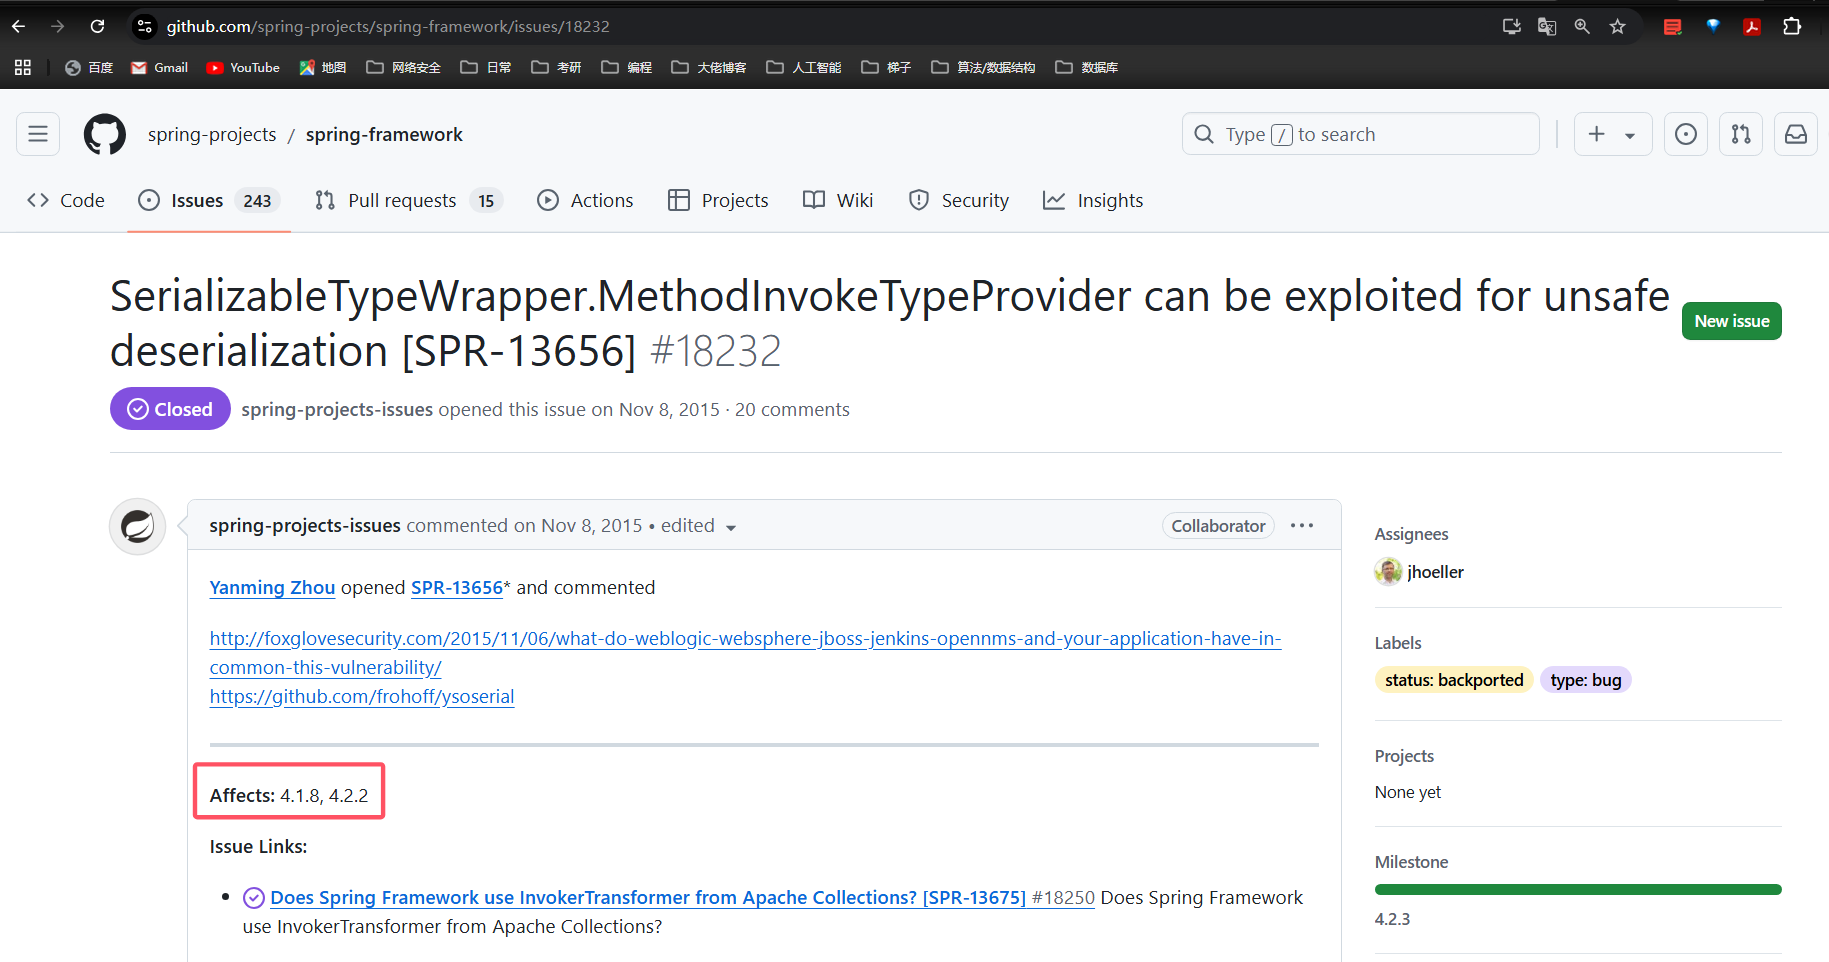 github.com/spring-projects/spring-framework/issues/18232
百度 Gmail YouTube 地图 网络安全 日常 考研 编程 大佬博客 人工智能 梯子 算法/数据结构 数据库
spring-projects / spring-framework
Type / to search
Code Issues 243 Pull requests 15 Actions Projects Wiki Security Insights
SerializableTypeWrapper.MethodInvokeTypeProvider can be exploited for unsafe
deserialization [SPR-13656] #18232
New issue
Closed spring-projects-issues opened this issue on Nov 8, 2015 · 20 comments
spring-projects-issues commented on Nov 8, 2015 • edited
Collaborator
Yanming Zhou opened SPR-13656* and commented
http://foxglovesecurity.com/2015/11/06/what-do-weblogic-websphere-jboss-jenkins-opennms-and-your-application-have-in-
common-this-vulnerability/
https://github.com/frohoff/ysoserial
Affects: 4.1.8, 4.2.2
Issue Links:
• Does Spring Framework use InvokerTransformer from Apache Collections? [SPR-13675] #18250 Does Spring Framework
use InvokerTransformer from Apache Collections?
Assignees
jhoeller
Labels
status: backported type: bug
Projects
None yet
Milestone
4.2.3